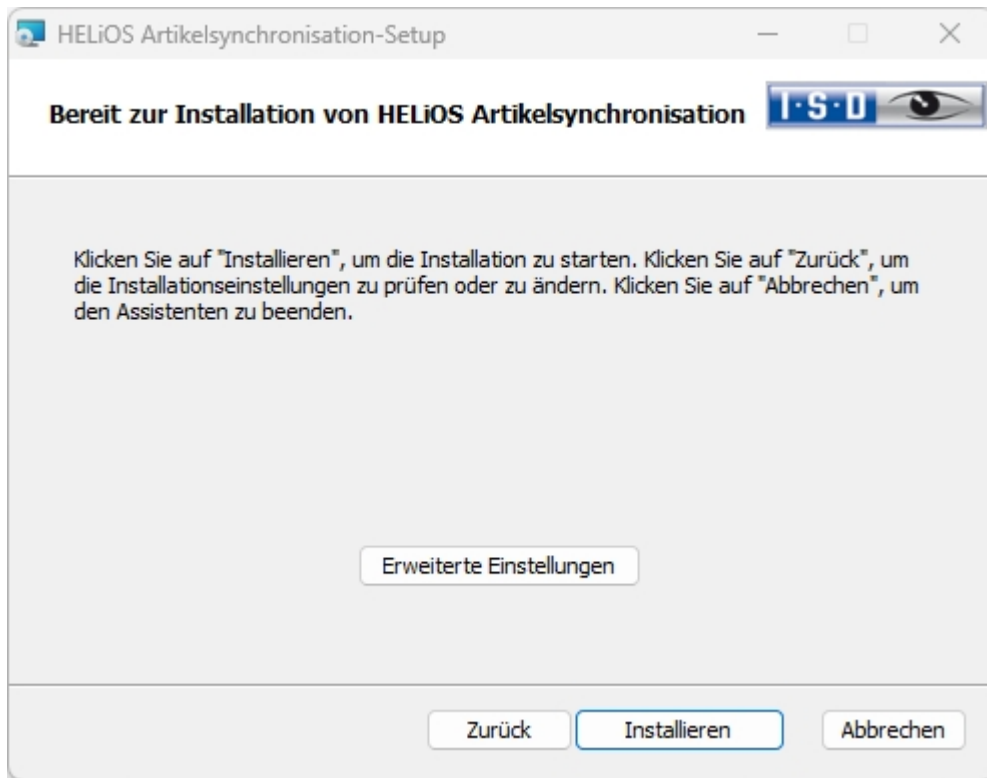 HELiOS Artikelsynchronisation-Setup
Bereit zur Installation von HELiOS Artikelsynchronisation
I·S·D
Klicken Sie auf "Installieren", um die Installation zu starten. Klicken Sie auf "Zurück", um
die Installationseinstellungen zu prüfen oder zu ändern. Klicken Sie auf "Abbrechen", um
den Assistenten zu beenden.
Erweiterte Einstellungen
Zurück
Installieren
Abbrechen